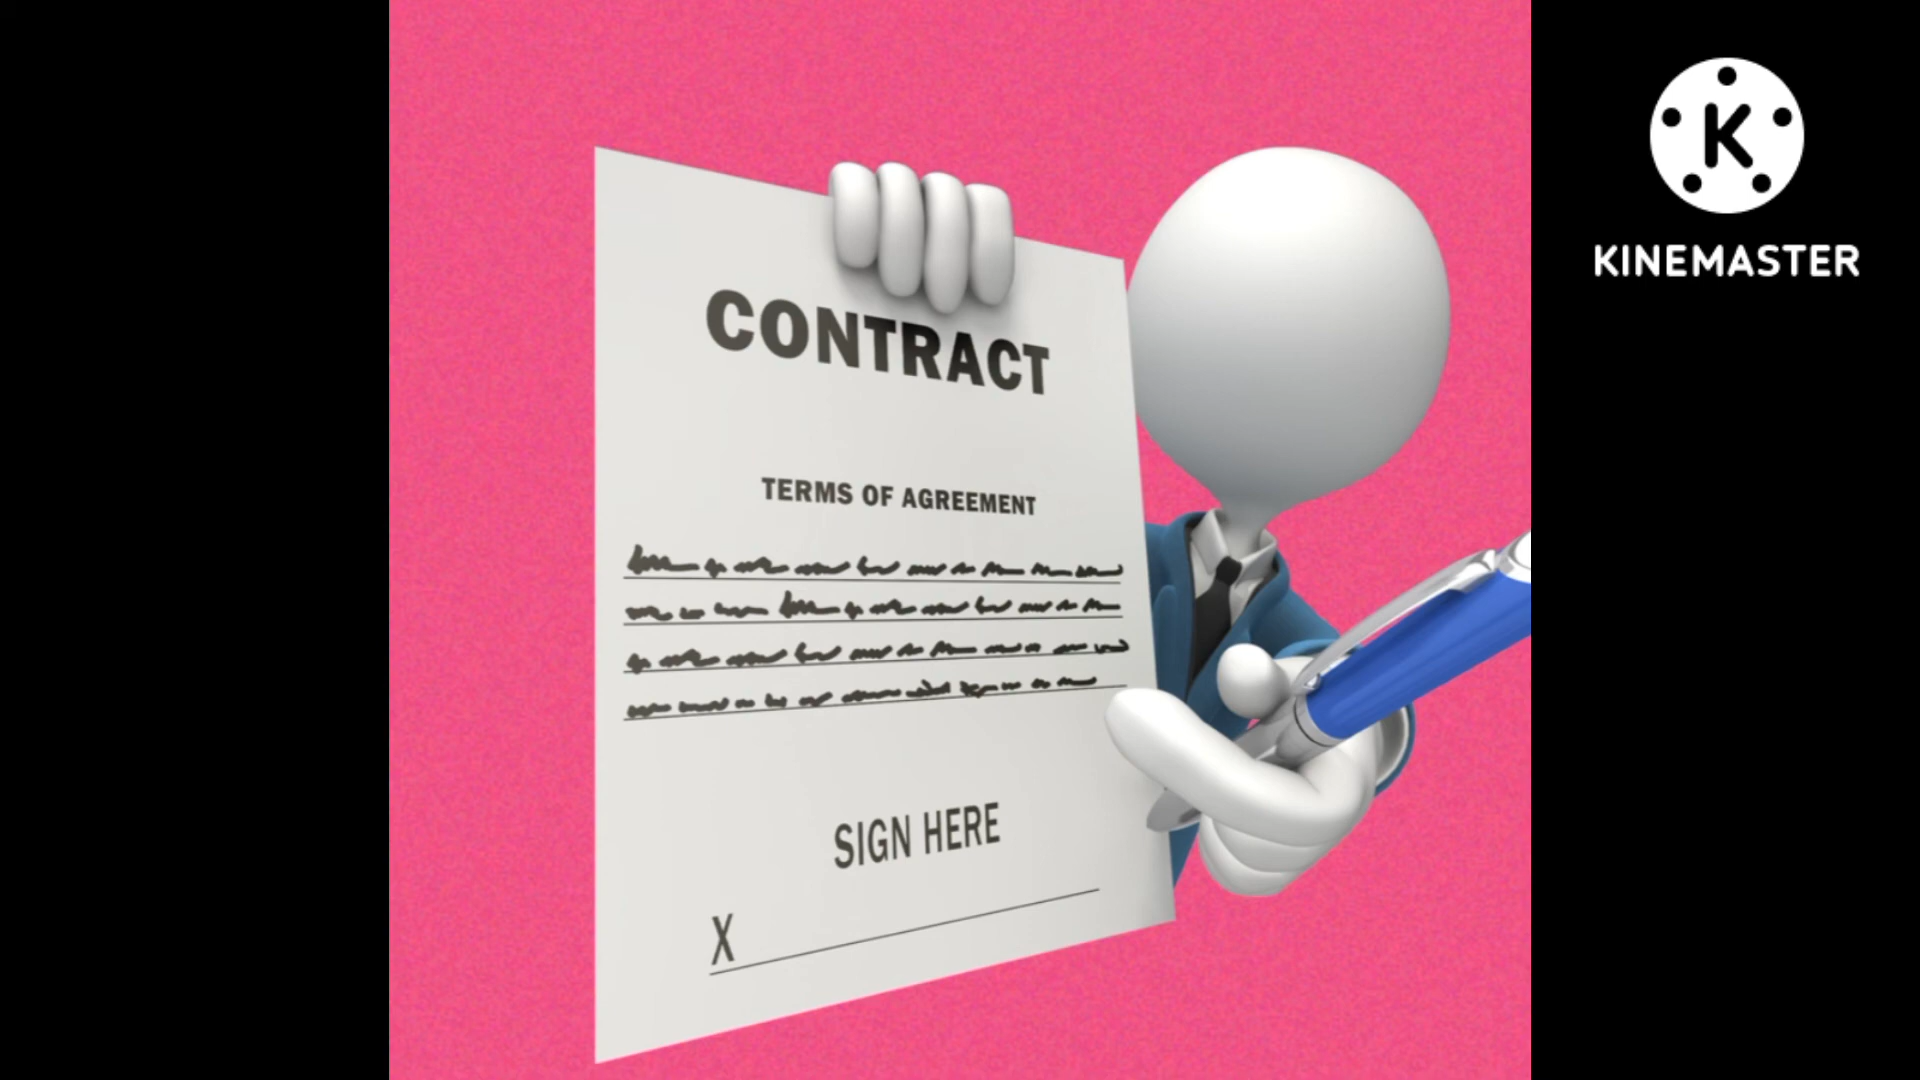 CONTRACT
TERMS OF AGREEMENT
SIGN HERE
X
K
KINEMASTER